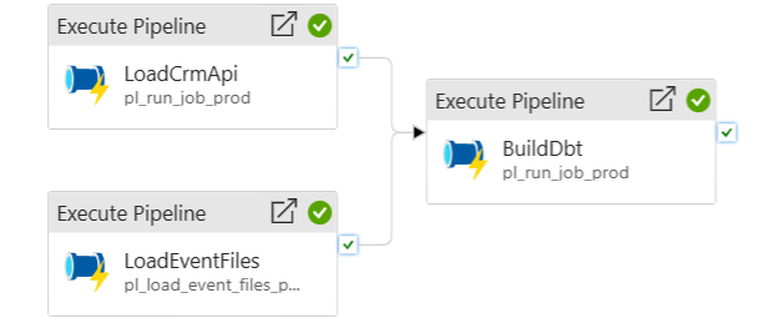 Execute Pipeline
LoadCrmApi
pl_run_job_prod
Execute Pipeline
BuildDbt
pl_run_job_prod
Execute Pipeline
LoadEventFiles
pl_load_event_files_p...